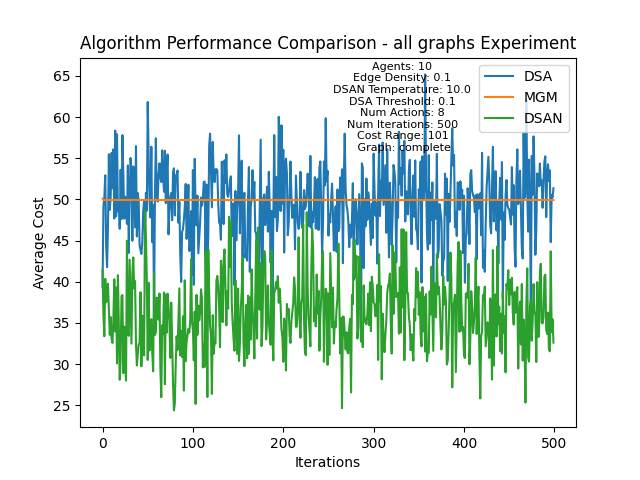 Algorithm Performance Comparison - all graphs Experiment
Agents: 10
Edge Density: 0.1
DSAN Temperature: 10.0
DSA Threshold: 0.1
Num Actions: 8
Num Iterations: 500
Cost Range: 101
Graph: complete
DSA
MGM
DSAN
Average Cost
65
60
55
50
45
40
35
30
25
0
100
200
300
400
500
Iterations